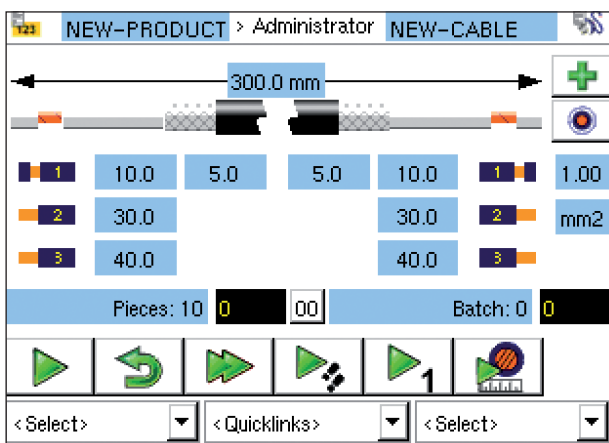 123 NEW-PRODUCT > Administrator NEW-CABLE
300.0 mm
1 10.0 5.0 5.0 10.0 1 1.00
2 30.0 30.0 2 mm2
3 40.0 40.0 3
Pieces: 10 0 00 Batch: 0 0
1
<Select> <Quicklinks> <Select>